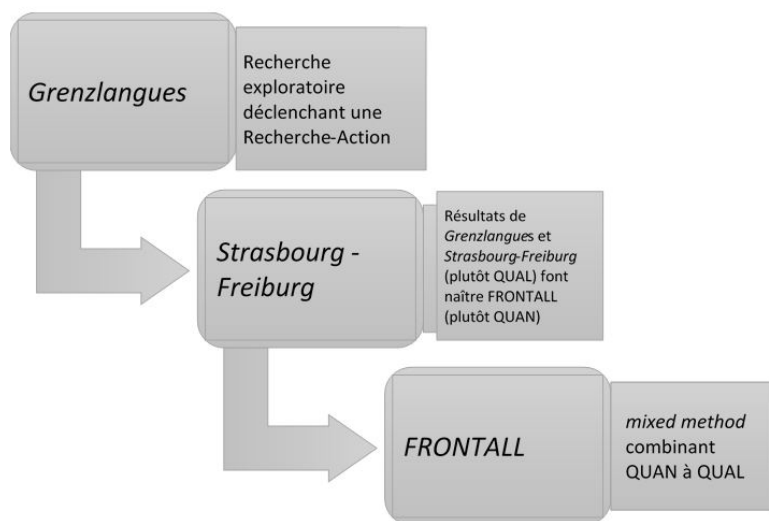 Grenzlangues
Recherche
exploratoire
déclenchant une
Recherche-Action
Strasbourg -
Freiburg
Résultats de
Grenzlangues et
Strasbourg-Freiburg
(plutôt QUAL) font
naître FRONTALL
(plutôt QUAN)
FRONTALL
mixed method
combinant
QUAN à QUAL